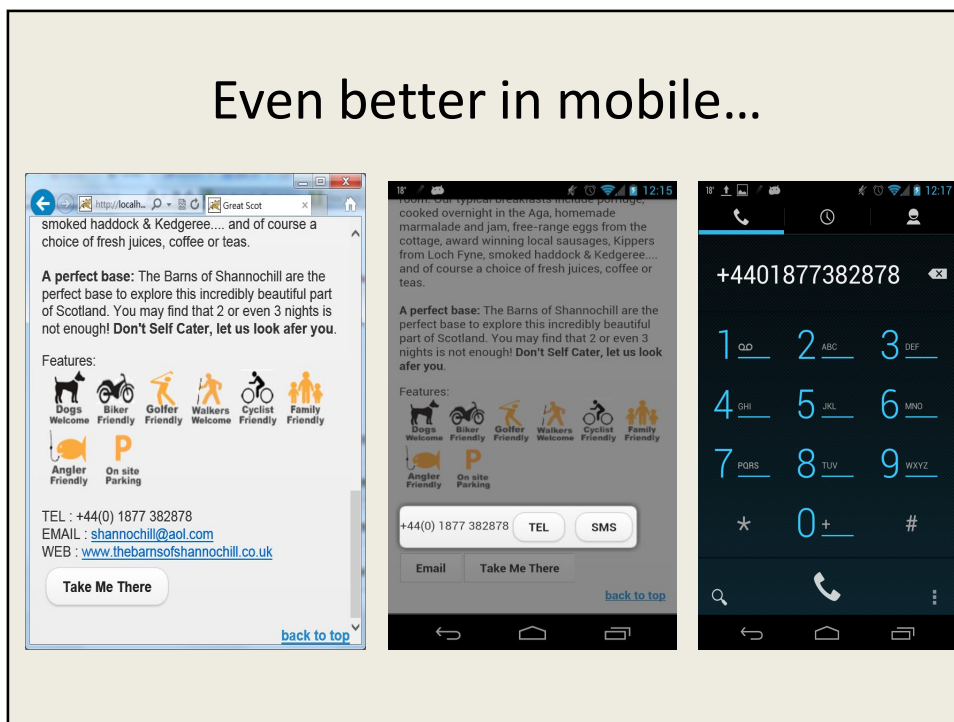 Even better in mobile...
http://localh...
Great Scot
smoked haddock & Kedgeree.... and of course a
choice of fresh juices, coffee or teas.
A perfect base: The Barns of Shannochill are the
perfect base to explore this incredibly beautiful part
of Scotland. You may find that 2 or even 3 nights is
not enough! Don't Self Cater, let us look afer you.
Features:
Dogs Welcome
Biker Friendly
Golfer Friendly
Walkers Welcome
Cyclist Friendly
Family Friendly
Angler Friendly
P
On site Parking
TEL : +44(0) 1877 382878
EMAIL : shannochill@aol.com
WEB : www.thebarnsofshannochill.co.uk
Take Me There
back to top
18°
12:15
room. Our typical breakfasts include porridge,
cooked overnight in the Aga, homemade
marmalade and jam, free-range eggs from the
cottage, award winning local sausages, Kippers
from Loch Fyne, smoked haddock & Kedgeree....
and of course a choice of fresh juices, coffee or
teas.
A perfect base: The Barns of Shannochill are the
perfect base to explore this incredibly beautiful
part of Scotland. You may find that 2 or even 3
nights is not enough! Don't Self Cater, let us look
afer you.
Features:
Dogs Welcome
Biker Friendly
Golfer Friendly
Walkers Welcome
Cyclist Friendly
Family Friendly
Angler Friendly
P
On site Parking
+44(0) 1877 382878 TEL SMS
Email Take Me There
back to top
18°
12:17
+4401877382878
1 2 ABC 3 DEF
4 GHI 5 JKL 6 MNO
7 PQRS 8 TUV 9 WXYZ
* 0 + #